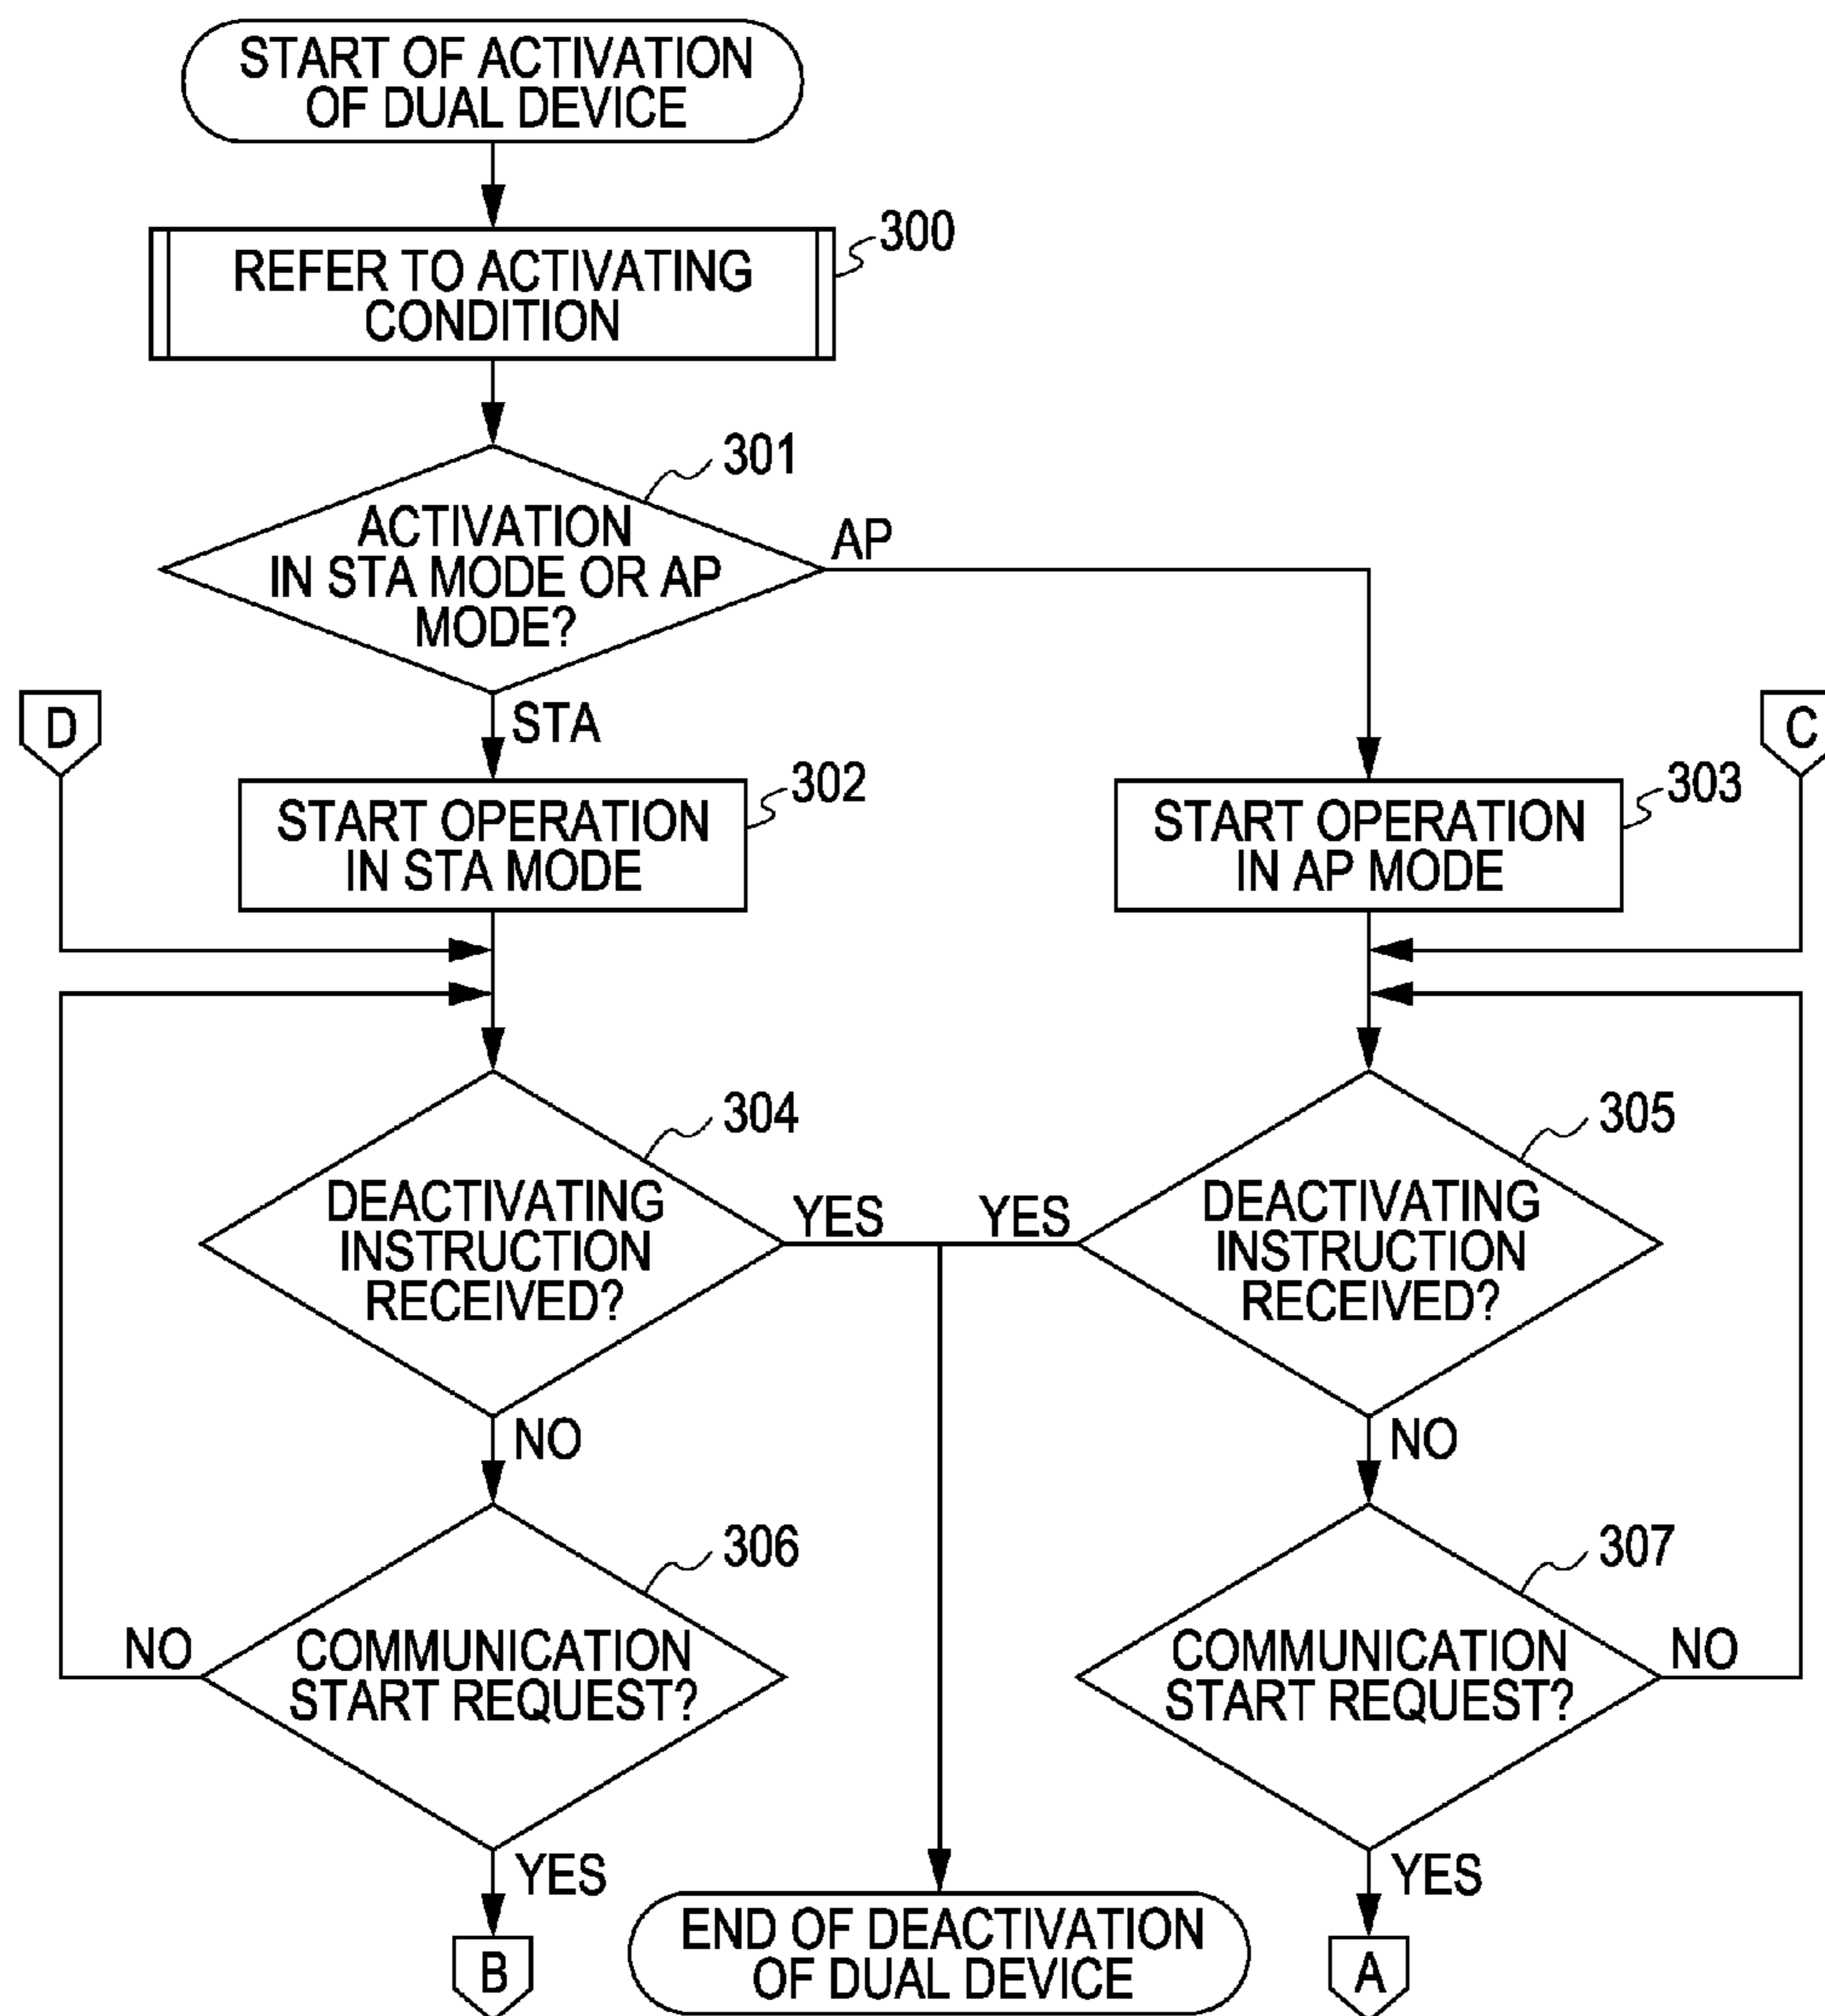 START OF ACTIVATION
OF DUAL DEVICE
300
REFER TO ACTIVATING
CONDITION
301
ACTIVATION
IN STA MODE OR AP
MODE?
AP
STA
D
C
302
START OPERATION
IN STA MODE
303
START OPERATION
IN AP MODE
304
DEACTIVATING
INSTRUCTION
RECEIVED?
YES
YES
305
DEACTIVATING
INSTRUCTION
RECEIVED?
NO
NO
306
COMMUNICATION
START REQUEST?
NO
307
COMMUNICATION
START REQUEST?
NO
YES
YES
B
END OF DEACTIVATION
OF DUAL DEVICE
A